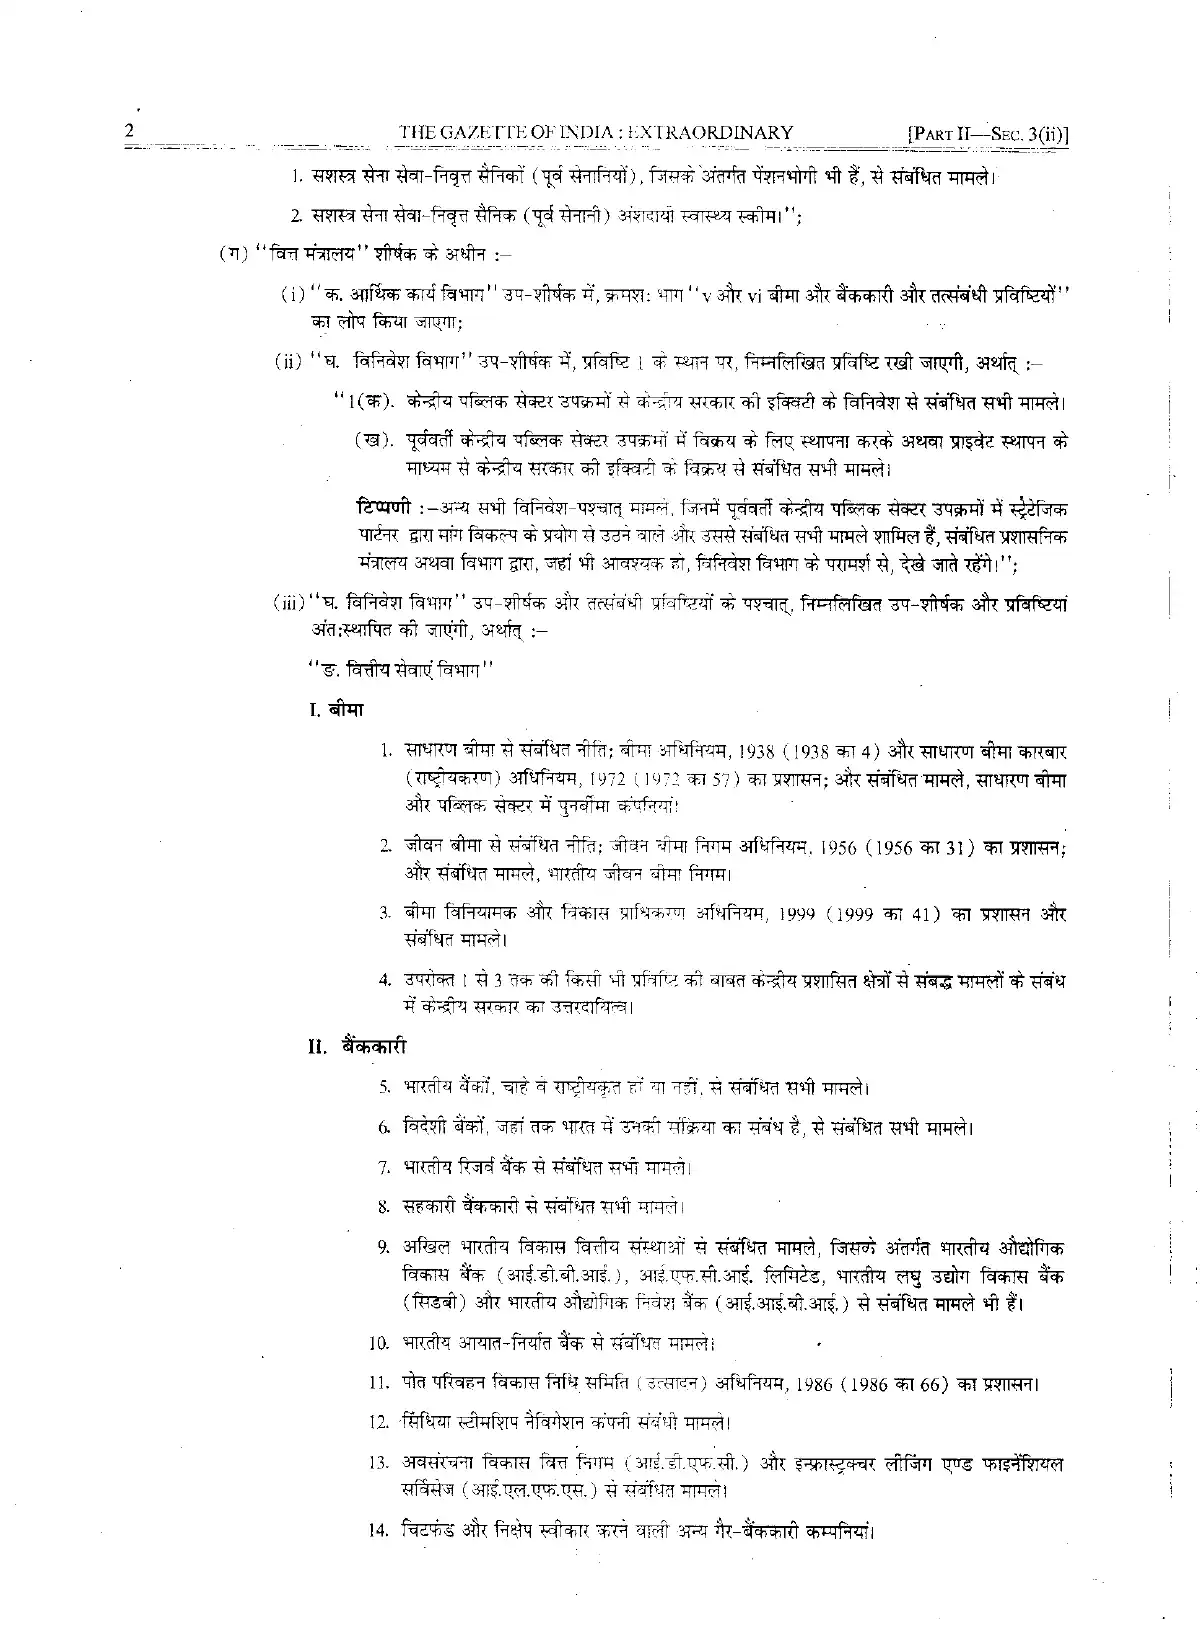 2 THE GAZETTE OF INDIA : EXTRAORDINARY [PART II—SEC. 3(ii)]
1. सशस्त्र सेना सेवा-निवृत्त सैनिकों (पूर्व सेनानियों), जिसके अंतर्गत पेंशनभोगी भी हैं, से संबंधित मामले।
2. सशस्त्र सेना सेवा-निवृत्त सैनिक (पूर्व सेनानी) अंशदायी स्वास्थ्य स्कीम।'';
(ग) ''वित्त मंत्रालय'' शीर्षक के अधीन :–
(i) ''क. आर्थिक कार्य विभाग'' उप-शीर्षक में, क्रमशः भाग ''v और vi बीमा और बैंककारी और तत्संबंधी प्रविष्टियों''
का लोप किया जाएगा;
(ii) ''घ. विनिवेश विभाग'' उप-शीर्षक में, प्रविष्टि 1 के स्थान पर, निम्नलिखित प्रविष्टि रखी जाएगी, अर्थात् :–
''1(क). केन्द्रीय पब्लिक सेक्टर उपक्रमों से केन्द्रीय सरकार की इक्विटी के विनिवेश से संबंधित सभी मामले।
(ख). पूर्ववर्ती केन्द्रीय पब्लिक सेक्टर उपक्रमों में विक्रय के लिए स्थापना करके अथवा प्राइवेट स्थापन के
माध्यम से केन्द्रीय सरकार की इक्विटी के विक्रय से संबंधित सभी मामले।
टिप्पणी :–अन्य सभी विनिवेश-पश्चात् मामले, जिनमें पूर्ववर्ती केन्द्रीय पब्लिक सेक्टर उपक्रमों में स्ट्रेटेजिक
पार्टनर द्वारा मांग विकल्प के प्रयोग से उठने वाले और उससे संबंधित सभी मामले शामिल हैं, संबंधित प्रशासनिक
मंत्रालय अथवा विभाग द्वारा, जहां भी आवश्यक हो, विनिवेश विभाग के परामर्श से, देखे जाते रहेंगे।'';
(iii) ''घ. विनिवेश विभाग'' उप-शीर्षक और तत्संबंधी प्रविष्टियों के पश्चात्, निम्नलिखित उप-शीर्षक और प्रविष्टियां
अंतःस्थापित की जाएंगी, अर्थात् :–
''ङ. वित्तीय सेवाएं विभाग''
I. बीमा
1. साधारण बीमा से संबंधित नीति; बीमा अधिनियम, 1938 (1938 का 4) और साधारण बीमा कारबार
(राष्ट्रीयकरण) अधिनियम, 1972 (1972 का 57) का प्रशासन; और संबंधित मामले, साधारण बीमा
और पब्लिक सेक्टर में पुनर्बीमा कंपनियां।
2. जीवन बीमा से संबंधित नीति; जीवन बीमा निगम अधिनियम, 1956 (1956 का 31) का प्रशासन;
और संबंधित मामले, भारतीय जीवन बीमा निगम।
3. बीमा विनियामक और विकास प्राधिकरण अधिनियम, 1999 (1999 का 41) का प्रशासन और
संबंधित मामले।
4. उपरोक्त 1 से 3 तक की किसी भी प्रविष्टि की बाबत केन्द्रीय प्रशासित क्षेत्रों से संबद्ध मामलों के संबंध
में केन्द्रीय सरकार का उत्तरदायित्व।
II. बैंककारी
5. भारतीय बैंकों, चाहे वे राष्ट्रीयकृत हों या नहीं, से संबंधित सभी मामले।
6. विदेशी बैंकों, जहां तक भारत में उनकी संक्रिया का संबंध है, से संबंधित सभी मामले।
7. भारतीय रिजर्व बैंक से संबंधित सभी मामले।
8. सहकारी बैंककारी से संबंधित सभी मामले।
9. अखिल भारतीय विकास वित्तीय संस्थाओं से संबंधित मामले, जिसके अंतर्गत भारतीय औद्योगिक
विकास बैंक (आई.डी.बी.आई.), आई.एफ.सी.आई. लिमिटेड, भारतीय लघु उद्योग विकास बैंक
(सिडबी) और भारतीय औद्योगिक निवेश बैंक (आई.आई.बी.आई.) से संबंधित मामले भी हैं।
10. भारतीय आयात-निर्यात बैंक से संबंधित मामले।
11. पोत परिवहन विकास निधि समिति (उत्सादन) अधिनियम, 1986 (1986 का 66) का प्रशासन।
12. सिंधिया स्टीमशिप नैविगेशन कंपनी संबंधी मामले।
13. अवसंरचना विकास वित्त निगम (आई.डी.एफ.सी.) और इन्फ्रास्ट्रक्चर लीजिंग एण्ड फाइनेंशियल
सर्विसेज (आई.एल.एफ.एस.) से संबंधित मामले।
14. चिटफंड और निक्षेप स्वीकार करने वाली अन्य गैर-बैंककारी कम्पनियां।